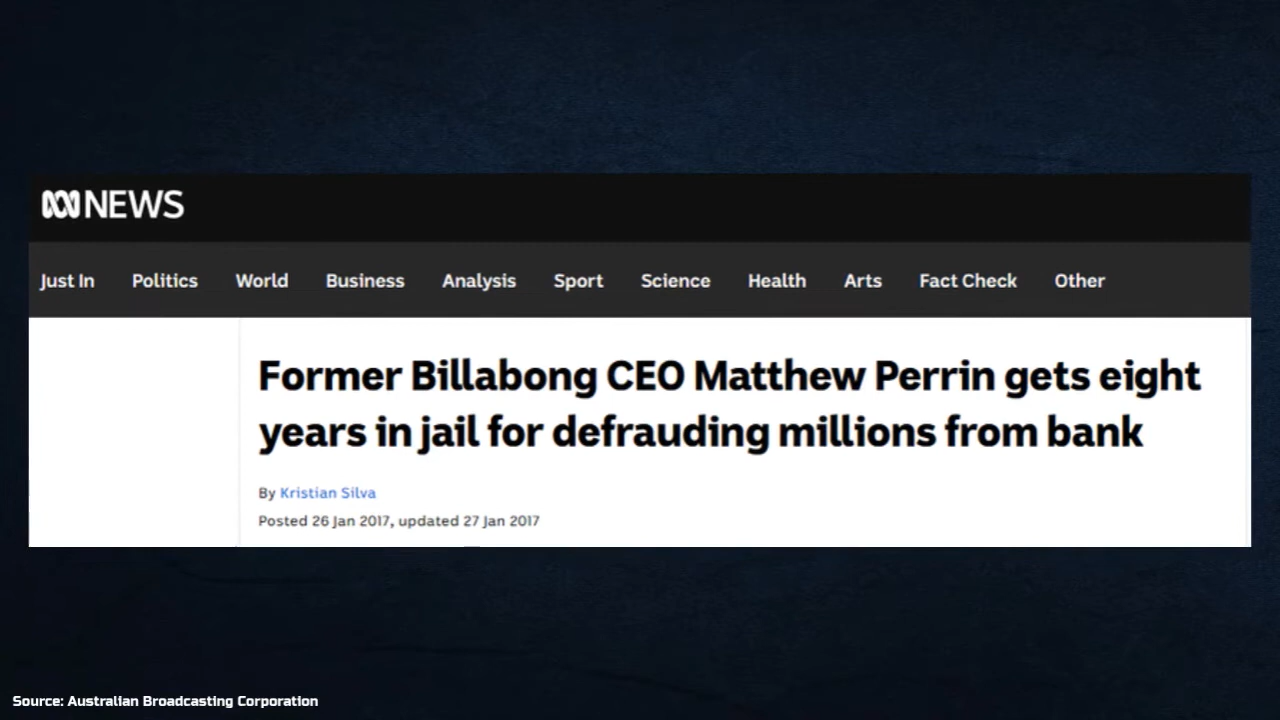 NEWS
Just In Politics World Business Analysis Sport Science Health Arts Fact Check Other
Former Billabong CEO Matthew Perrin gets eight
years in jail for defrauding millions from bank
By Kristian Silva
Posted 26 Jan 2017, updated 27 Jan 2017
Source: Australian Broadcasting Corporation